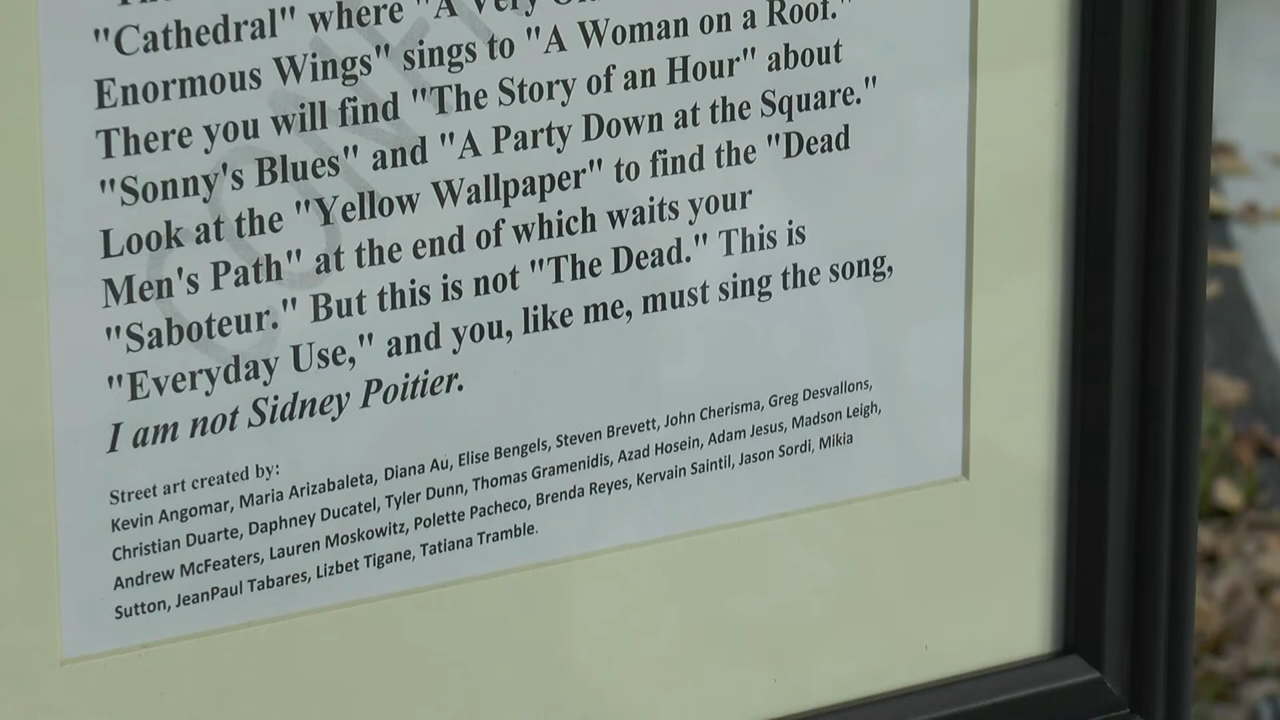 "Cathedral" where "A Very
Enormous Wings" sings to "A Woman on a Roof."
There you will find "The Story of an Hour" about
"Sonny's Blues" and "A Party Down at the Square."
Look at the "Yellow Wallpaper" to find the "Dead
Men's Path" at the end of which waits your
"Saboteur." But this is not "The Dead." This is
"Everyday Use," and you, like me, must sing the song,
I am not Sidney Poitier.
Street art created by:
Kevin Angomar, Maria Arizabaleta, Diana Au, Elise Bengels, Steven Brevett, John Cherisma, Greg Desvallons,
Christian Duarte, Daphney Ducatel, Tyler Dunn, Thomas Gramenidis, Azad Hosein, Adam Jesus, Madson Leigh,
Andrew McFeaters, Lauren Moskowitz, Polette Pacheco, Brenda Reyes, Kervain Saintil, Jason Sordi, Mikia
Sutton, JeanPaul Tabares, Lizbet Tigane, Tatiana Tramble.